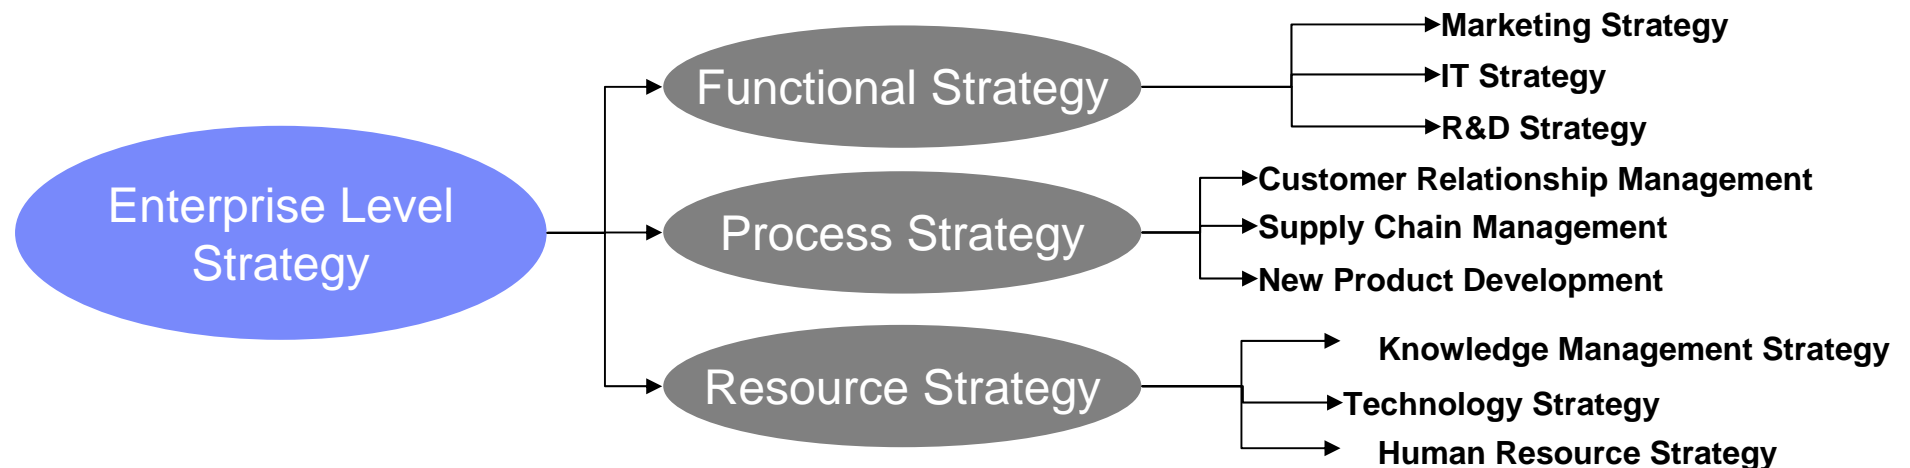 Enterprise Level
Strategy
Functional Strategy
Marketing Strategy
IT Strategy
R&D Strategy
Process Strategy
Customer Relationship Management
Supply Chain Management
New Product Development
Resource Strategy
Knowledge Management Strategy
Technology Strategy
Human Resource Strategy